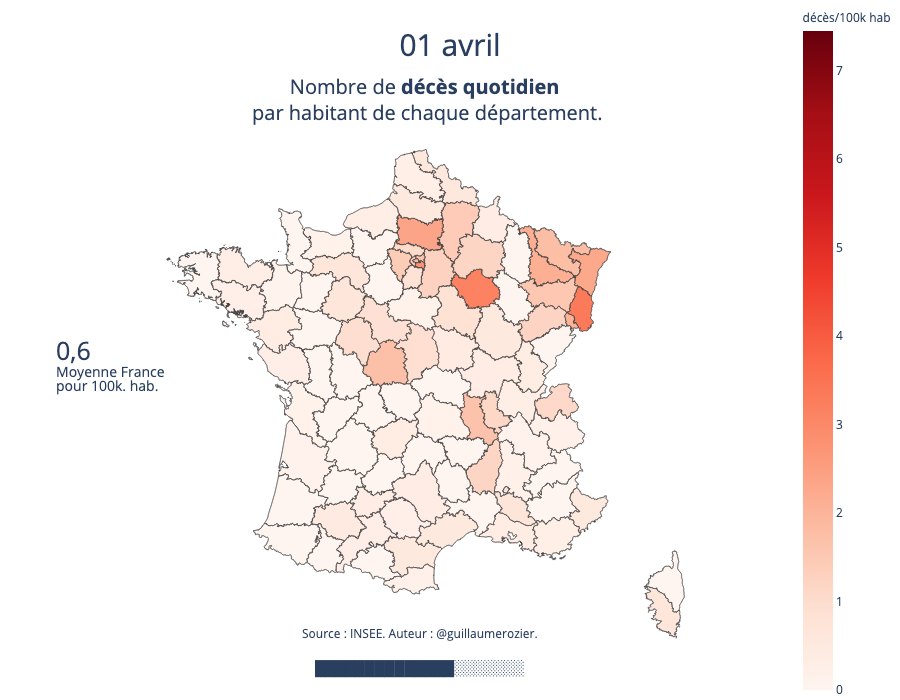 décès/100k hab
01 avril
Nombre de décès quotidien
par habitant de chaque département.
7
6
5
4
3
2
1
0
0,6
Moyenne France
pour 100k. hab.
Source : INSEE. Auteur : @guillaumerozier.